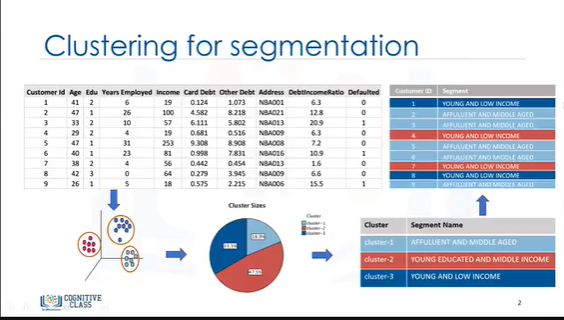 Clustering for segmentation
Customer Id Age Edu Years Employed Income Card Debt Other Debt Address DebtIncomeRatio Defaulted
1 41 2 6 19 0.124 1.073 NBA001 6.3 0
2 47 1 26 100 4.582 8.218 NBA021 12.8 0
3 33 2 10 57 6.111 5.802 NBA013 20.9 1
4 29 2 4 19 0.681 0.516 NBA009 6.3 0
5 47 1 31 253 9.308 8.908 NBA008 7.2 0
6 40 1 23 81 0.998 7.831 NBA016 10.9 1
7 38 2 4 56 0.442 0.454 NBA013 1.6 0
8 42 3 0 64 0.279 3.945 NBA009 6.6 0
9 26 1 5 18 0.575 2.215 NBA006 15.5 1
Customer ID Segment
1 YOUNG AND LOW INCOME
2 AFFULUENT AND MIDDLE AGED
3 AFFULUENT AND MIDDLE AGED
4 YOUNG AND LOW INCOME
5 AFFULUENT AND MIDDLE AGED
6 AFFULUENT AND MIDDLE AGED
7 YOUNG AND LOW INCOME
8 YOUNG AND LOW INCOME
9 AFFULUENT AND MIDDLE AGED
Cluster Sizes
Cluster
cluster-1
cluster-2
cluster-3
Cluster Segment Name
cluster-1 AFFULUENT AND MIDDLE AGED
cluster-2 YOUNG EDUCATED AND MIDDLE INCOME
cluster-3 YOUNG AND LOW INCOME
COGNITIVE
CLASS
2